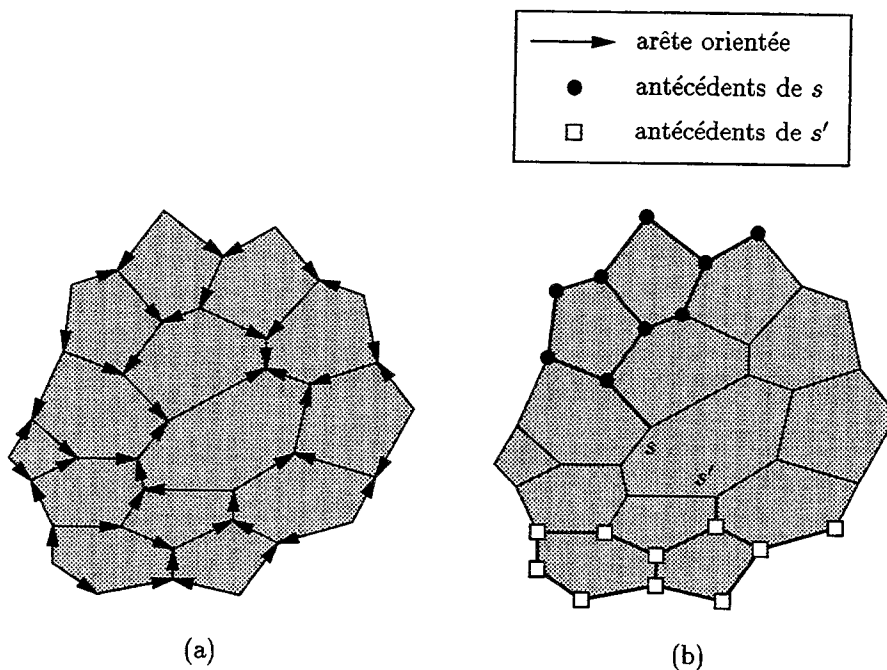 arête orientée
antécédents de s
antécédents de s′
s
s′
(a)
(b)